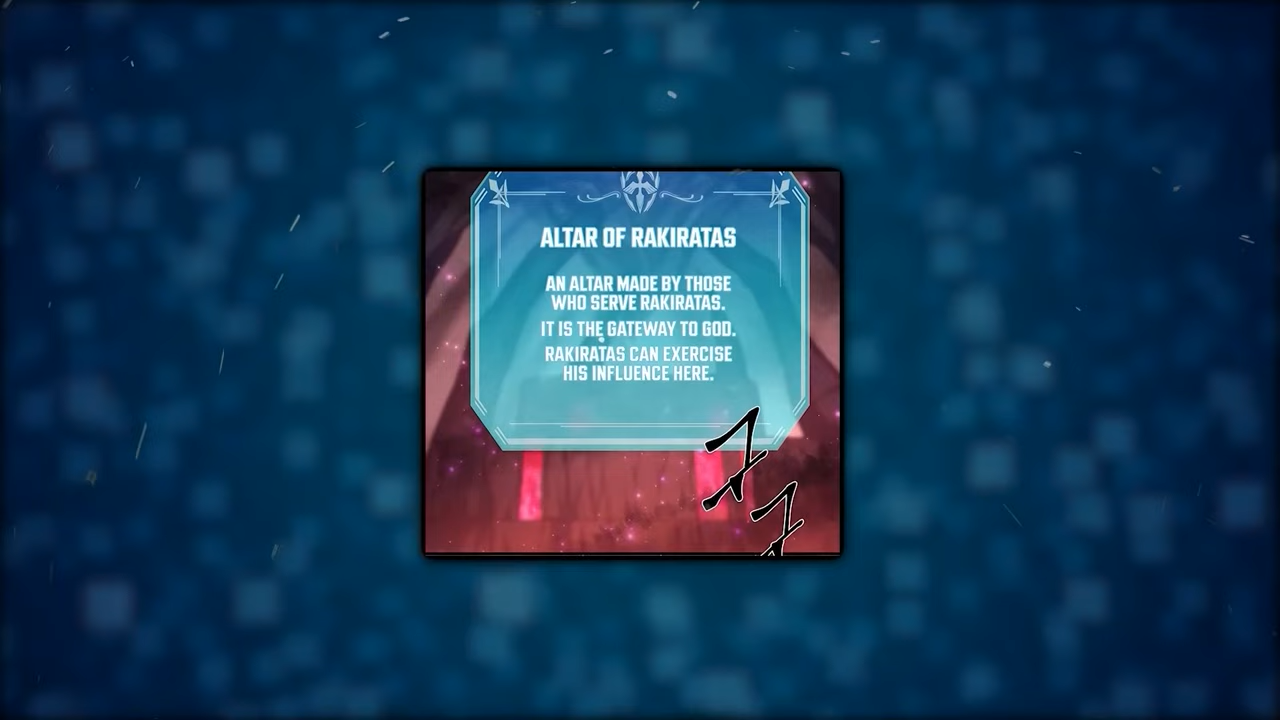 ALTAR OF RAKIRATAS
AN ALTAR MADE BY THOSE
WHO SERVE RAKIRATAS.
IT IS THE GATEWAY TO GOD.
RAKIRATAS CAN EXERCISE
HIS INFLUENCE HERE.